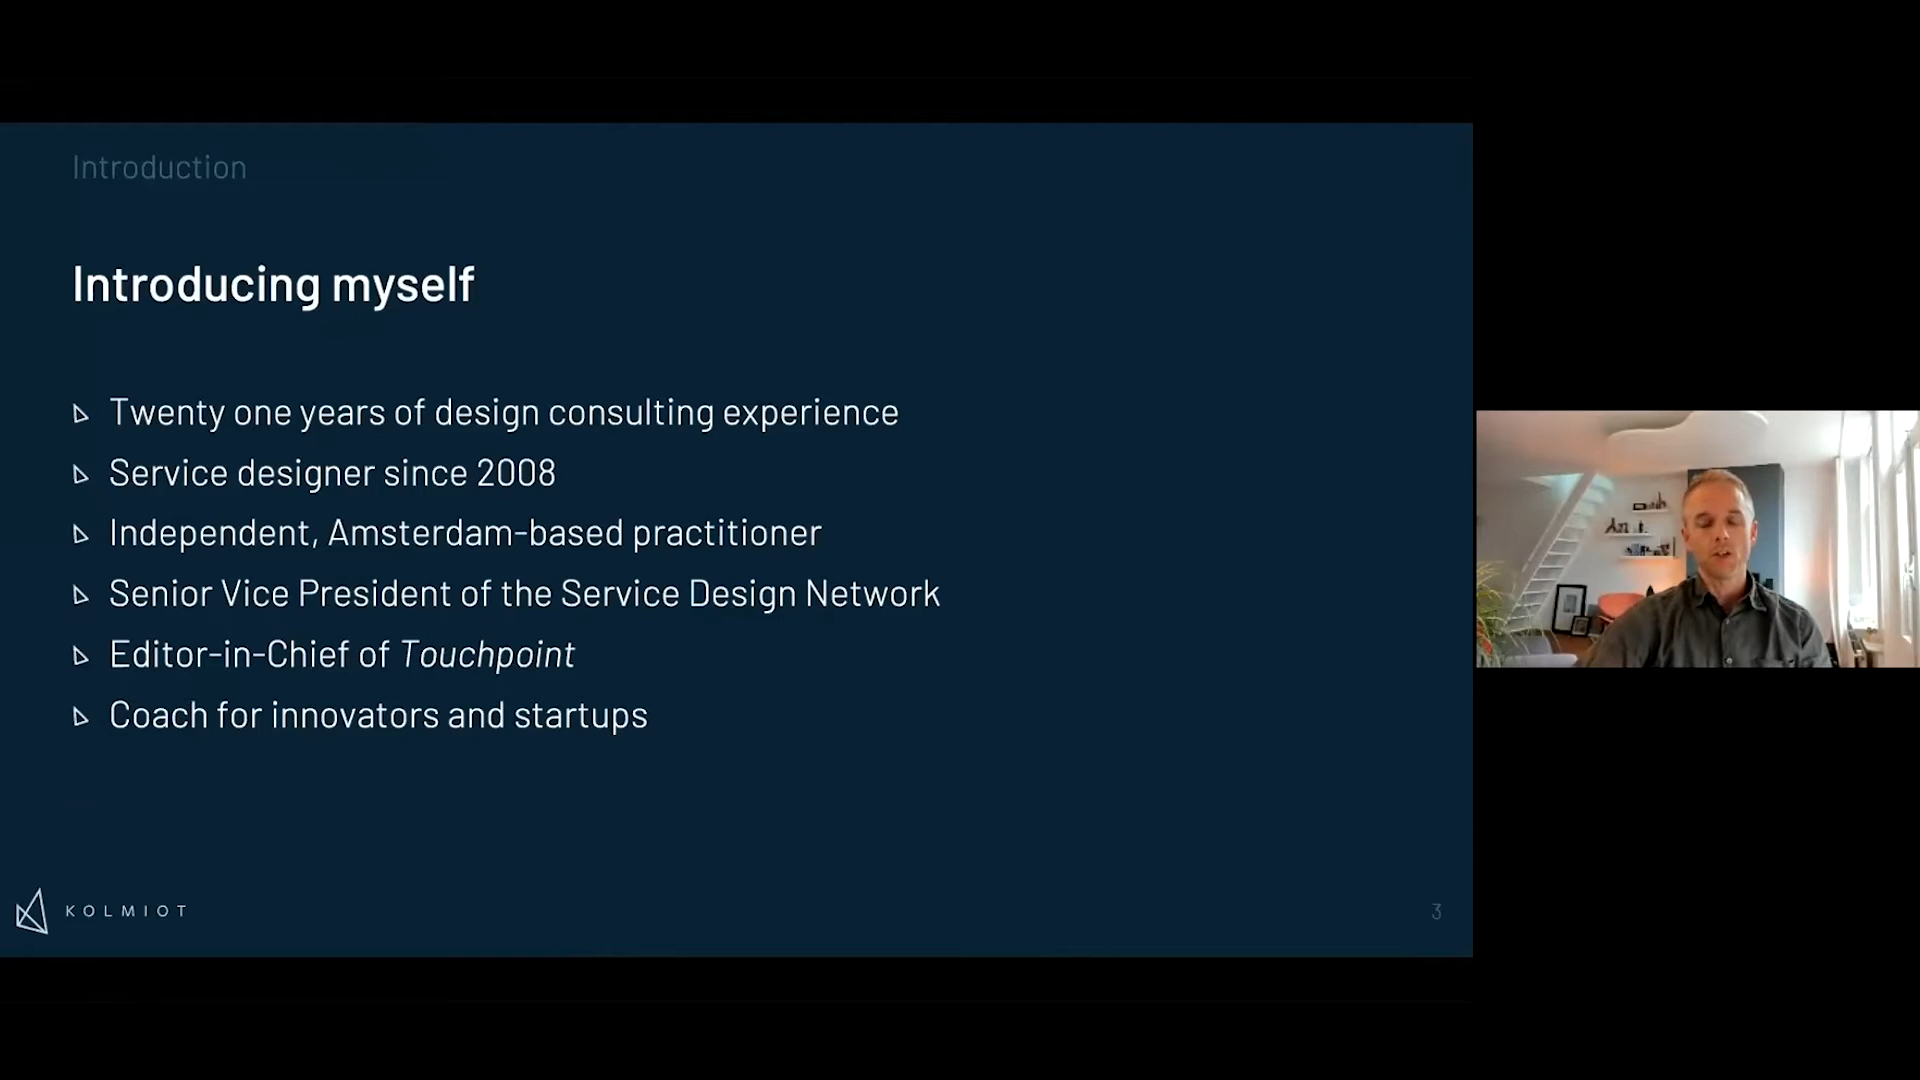 Introduction
Introducing myself
Twenty one years of design consulting experience
Service designer since 2008
Independent, Amsterdam-based practitioner
Senior Vice President of the Service Design Network
Editor-in-Chief of Touchpoint
Coach for innovators and startups
KOLMIOT
3